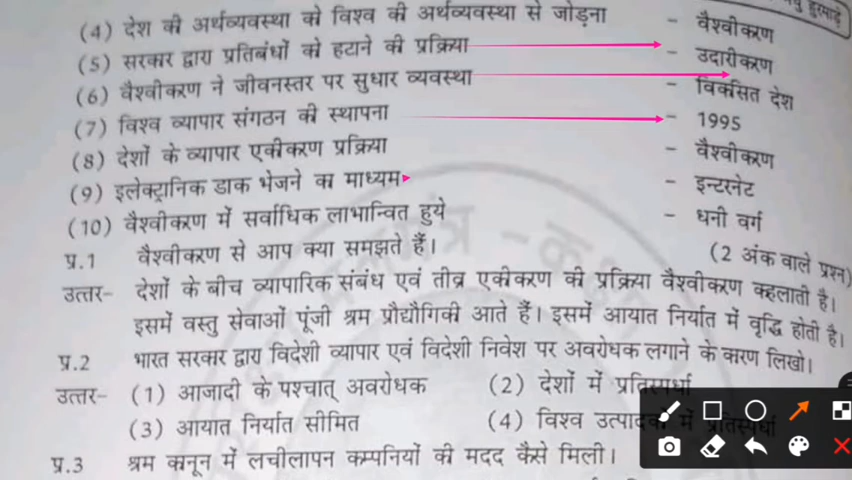 (4) देश की अर्थव्यवस्था को विश्व की अर्थव्यवस्था से जोड़ना - वैश्वीकरण
(5) सरकार द्वारा प्रतिबंधों को हटाने की प्रक्रिया - उदारीकरण
(6) वैश्वीकरण ने जीवनस्तर पर सुधार व्यवस्था - विकसित देश
(7) विश्व व्यापार संगठन की स्थापना - 1995
(8) देशों के व्यापार एकीकरण प्रक्रिया - वैश्वीकरण
(9) इलेक्ट्रानिक डाक भेजने का माध्यम - इन्टरनेट
(10) वैश्वीकरण में सर्वाधिक लाभान्वित हुये - धनी वर्ग
(2 अंक वाले प्रश्न)
प्र.1 वैश्वीकरण से आप क्या समझते हैं।
उत्तर- देशों के बीच व्यापारिक संबंध एवं तीव्र एकीकरण की प्रक्रिया वैश्वीकरण कहलाती है।
इसमें वस्तु सेवाओं पूंजी श्रम प्रौद्योगिकी आते हैं। इसमें आयात निर्यात में वृद्धि होती है।
प्र.2 भारत सरकार द्वारा विदेशी व्यापार एवं विदेशी निवेश पर अवरोधक लगाने के कारण लिखो।
उत्तर- (1) आजादी के पश्चात् अवरोधक (2) देशों में प्रतिस्पर्धा
(3) आयात निर्यात सीमित (4) विश्व उत्पादकों में प्रतिस्पर्धा
प्र.3 श्रम कानून में लचीलापन कम्पनियों की मदद कैसे मिली।